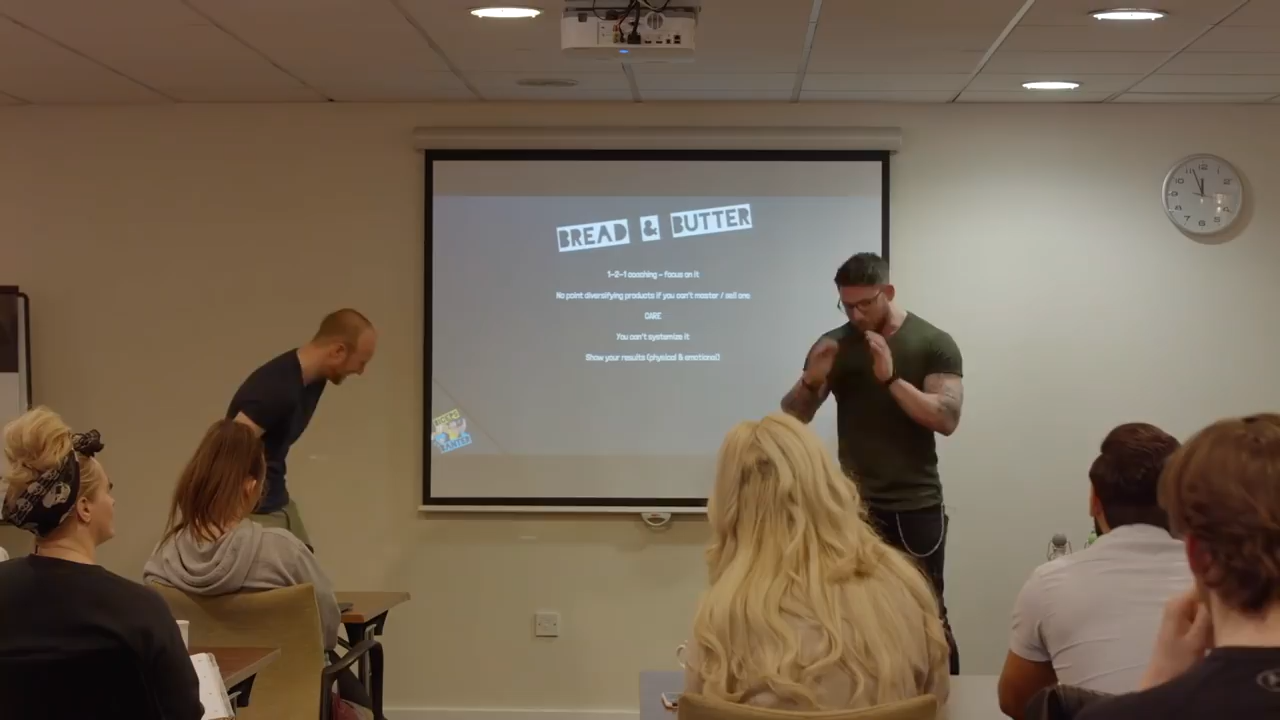 BREAD & BUTTER
1-2-1 coaching - focus on it
No point diversifying products if you can't master / sell one
CARE
You can't systemize it
Show your results (physical & emotional)
BANTER